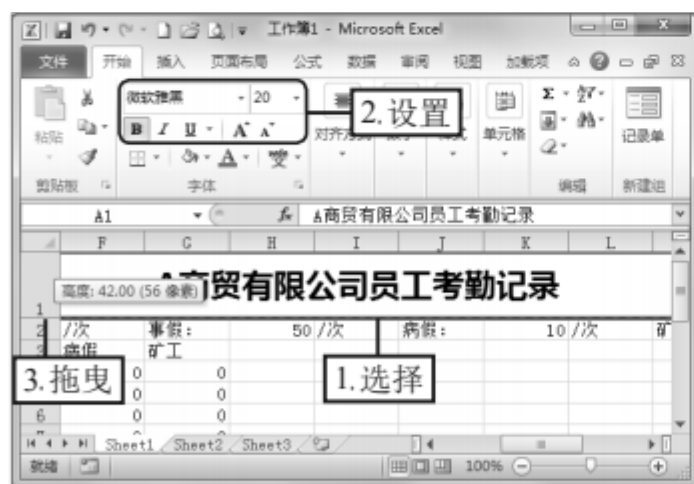 工作簿1 - Microsoft Excel
文件 开始 插入 页面布局 公式 数据 审阅 视图 加载项
微软雅黑 20
2.设置
B I U A A
粘贴 对齐方式 单元格 记录单
剪贴板 字体 编辑 新建组
A1 fx A商贸有限公司员工考勤记录
F G H I J K L
高度: 42.00 (56 像素)
A商贸有限公司员工考勤记录
1
2 /次 事假: 50 /次 病假: 10 /次 矿
3 病假 矿工
3.拖曳
1.选择
0 0
0 0
6 0 0
Sheet1 Sheet2 Sheet3
就绪 100%